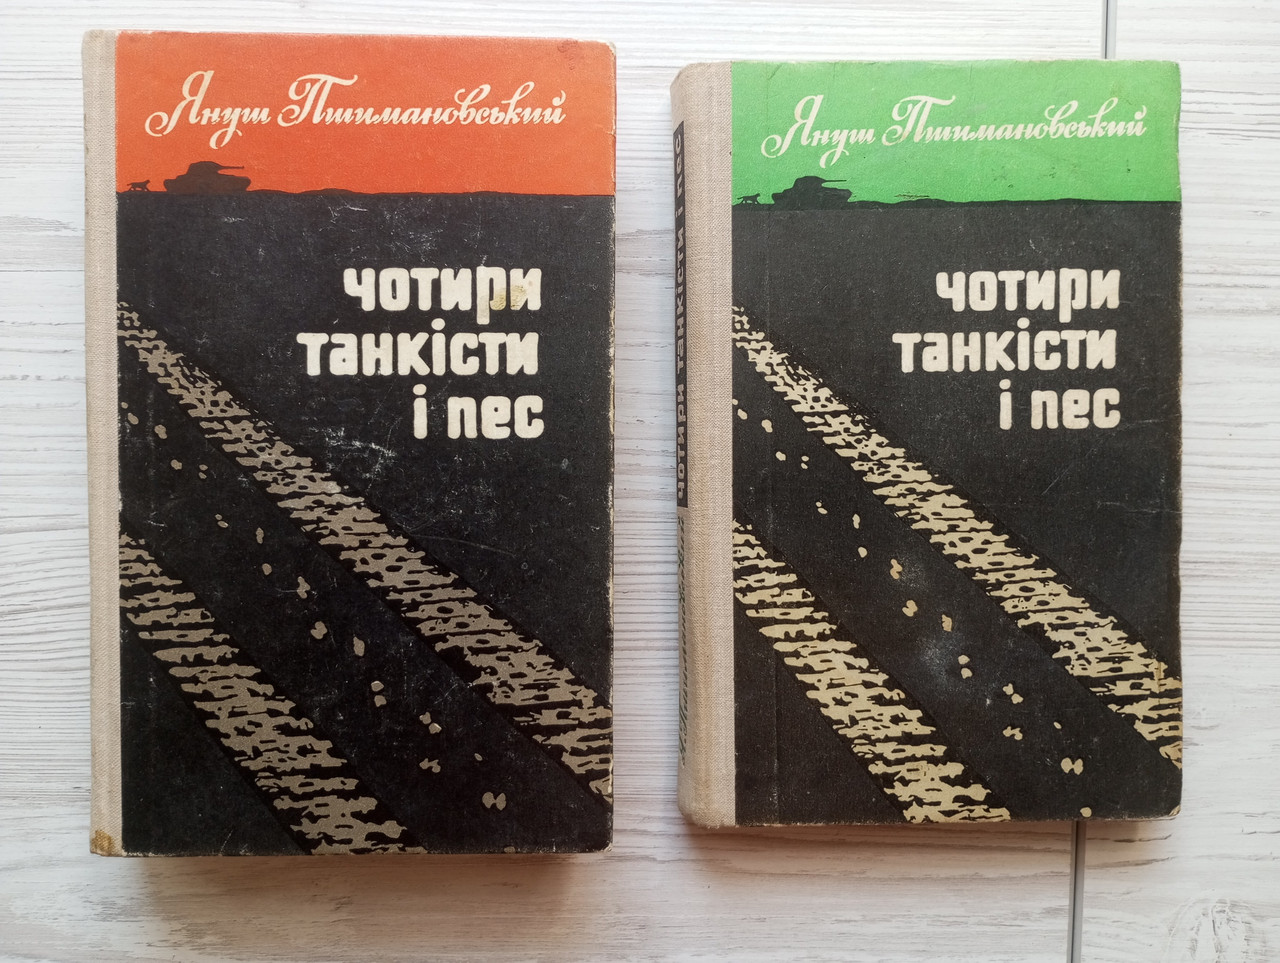 Януш Пшимановський
чотири
танкісти
і пес
Януш Пшимановський
чотири
танкісти
і пес
чотири танкісти і пес